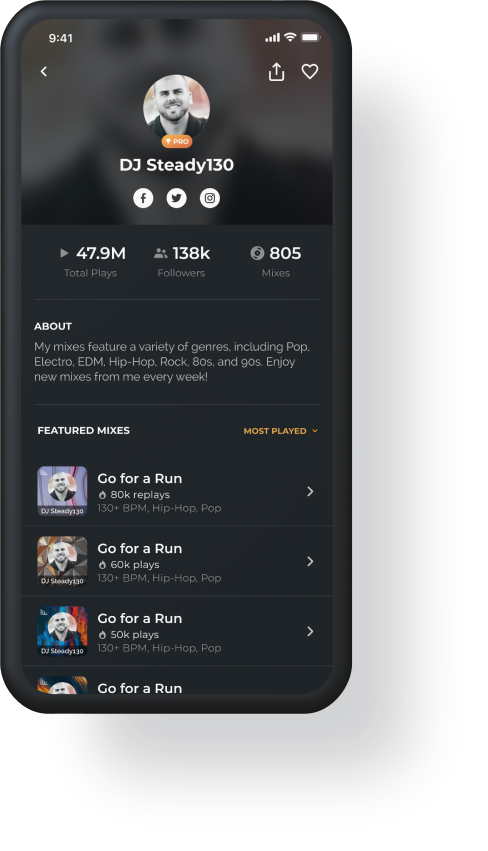 9:41
PRO
DJ Steady130
47.9M 138k 805
Total Plays Followers Mixes
ABOUT
My mixes feature a variety of genres, including Pop,
Electro, EDM, Hip-Hop, Rock, 80s, and 90s. Enjoy
new mixes from me every week!
FEATURED MIXES MOST PLAYED
Go for a Run
80k replays
130+ BPM, Hip-Hop, Pop
DJ Steady130
Go for a Run
60k plays
130+ BPM, Hip-Hop, Pop
DJ Steady130
Go for a Run
50k plays
130+ BPM, Hip-Hop, Pop
DJ Steady130
Go for a Run